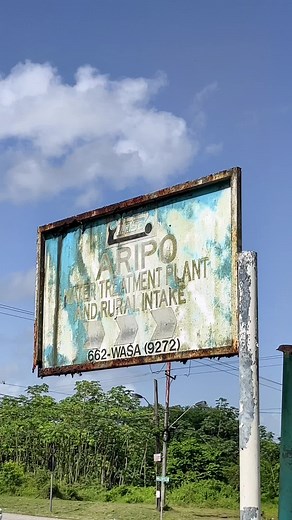 ARIPO
WATER TREATMENT PLANT
AND RURAL INTAKE
662-WASA (9272)